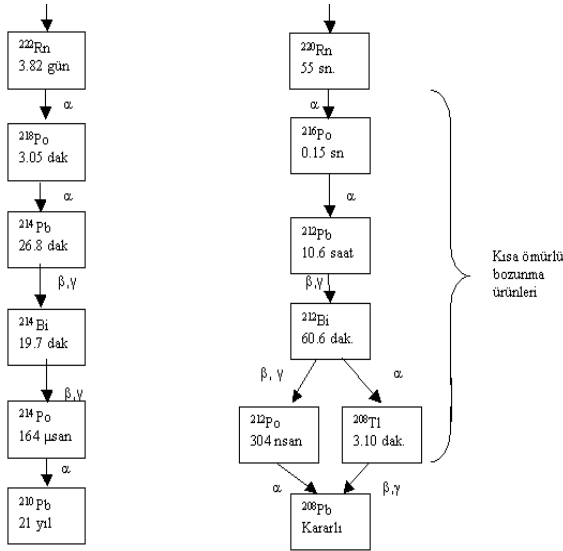 ²²²Rn
3.82 gün
α
²¹⁸Po
3.05 dak
α
²¹⁴Pb
26.8 dak
β,γ
²¹⁴Bi
19.7 dak
β,γ
²¹⁴Po
164 µsan
α
²¹⁰Pb
21 yıl
²²⁰Rn
55 sn.
α
²¹⁶Po
0.15 sn
α
²¹²Pb
10.6 saat
β,γ
²¹²Bi
60.6 dak.
β, γ
α
²¹²Po
304 nsan
²⁰⁸Tl
3.10 dak.
α
β,γ
²⁰⁸Pb
Kararlı
Kısa ömürlü
bozunma
ürünleri